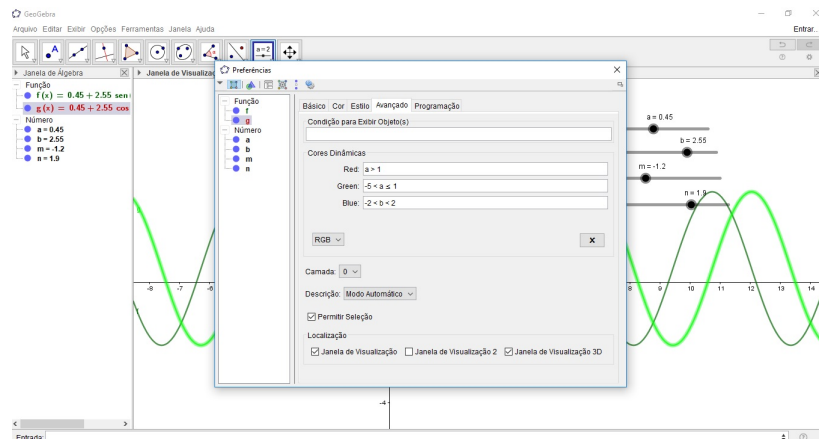 GeoGebra
Arquivo Editar Exibir Opções Ferramentas Janela Ajuda
Entrar...
a=2
Janela de Álgebra
Janela de Visualizaç
Função
f(x) = 0.45 + 2.55 sen
g(x) = 0.45 + 2.55 cos
Número
a = 0.45
b = 2.55
m = -1.2
n = 1.9
Preferências
Função
f
g
Número
a
b
m
n
Básico Cor Estilo Avançado Programação
Condição para Exibir Objeto(s)
Cores Dinâmicas
Red: a > 1
Green: -5 < a ≤ 1
Blue: -2 < b < 2
RGB
x
Camada: 0
Descrição: Modo Automático
Permitir Seleção
Localização
Janela de Visualização Janela de Visualização 2 Janela de Visualização 3D
a = 0.45
b = 2.55
m = -1.2
n = 1.9
-8 -7 -6 8 9 10 11 12 13 14
-4
Entrada: